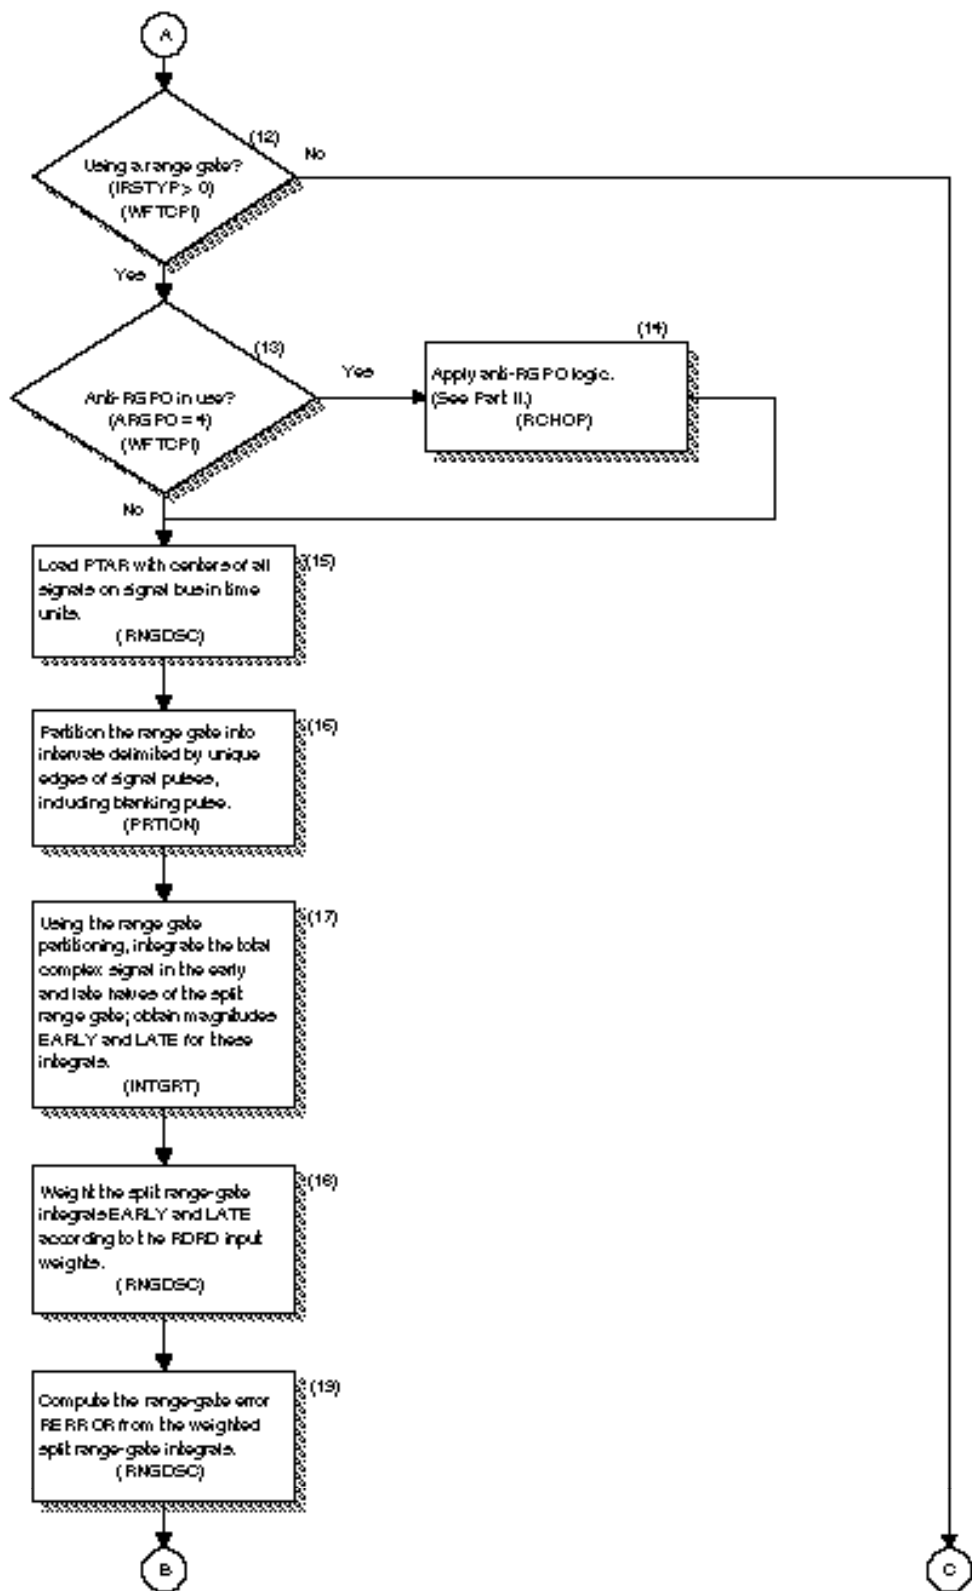 A
(12)
Using a range gate?
(IRSTYP > 0)
(WFTCPI)
No
Yes
(13)
Anti-RGPO in use?
(ARGPO = 4)
(WFTCPI)
Yes
No
(14)
Apply anti-RGPO logic.
(See Part II.)
(RCHOP)
(15)
Load PTAR with centers of all
signals on signal bus in time
units.
(RNGDSC)
(16)
Partition the range gate into
intervals delimited by unique
edges of signal pulses,
including blanking pulse.
(PRTION)
(17)
Using the range gate
partitioning, integrate the total
complex signal in the early
and late halves of the split
range gate; obtain magnitudes
EARLY and LATE for these
integrals.
(INTGRT)
(18)
Weight the split range-gate
integrals EARLY and LATE
according to the RDRD input
weights.
(RNGDSC)
(19)
Compute the range-gate error
RERROR from the weighted
split range-gate integrals.
(RNGDSC)
B
C